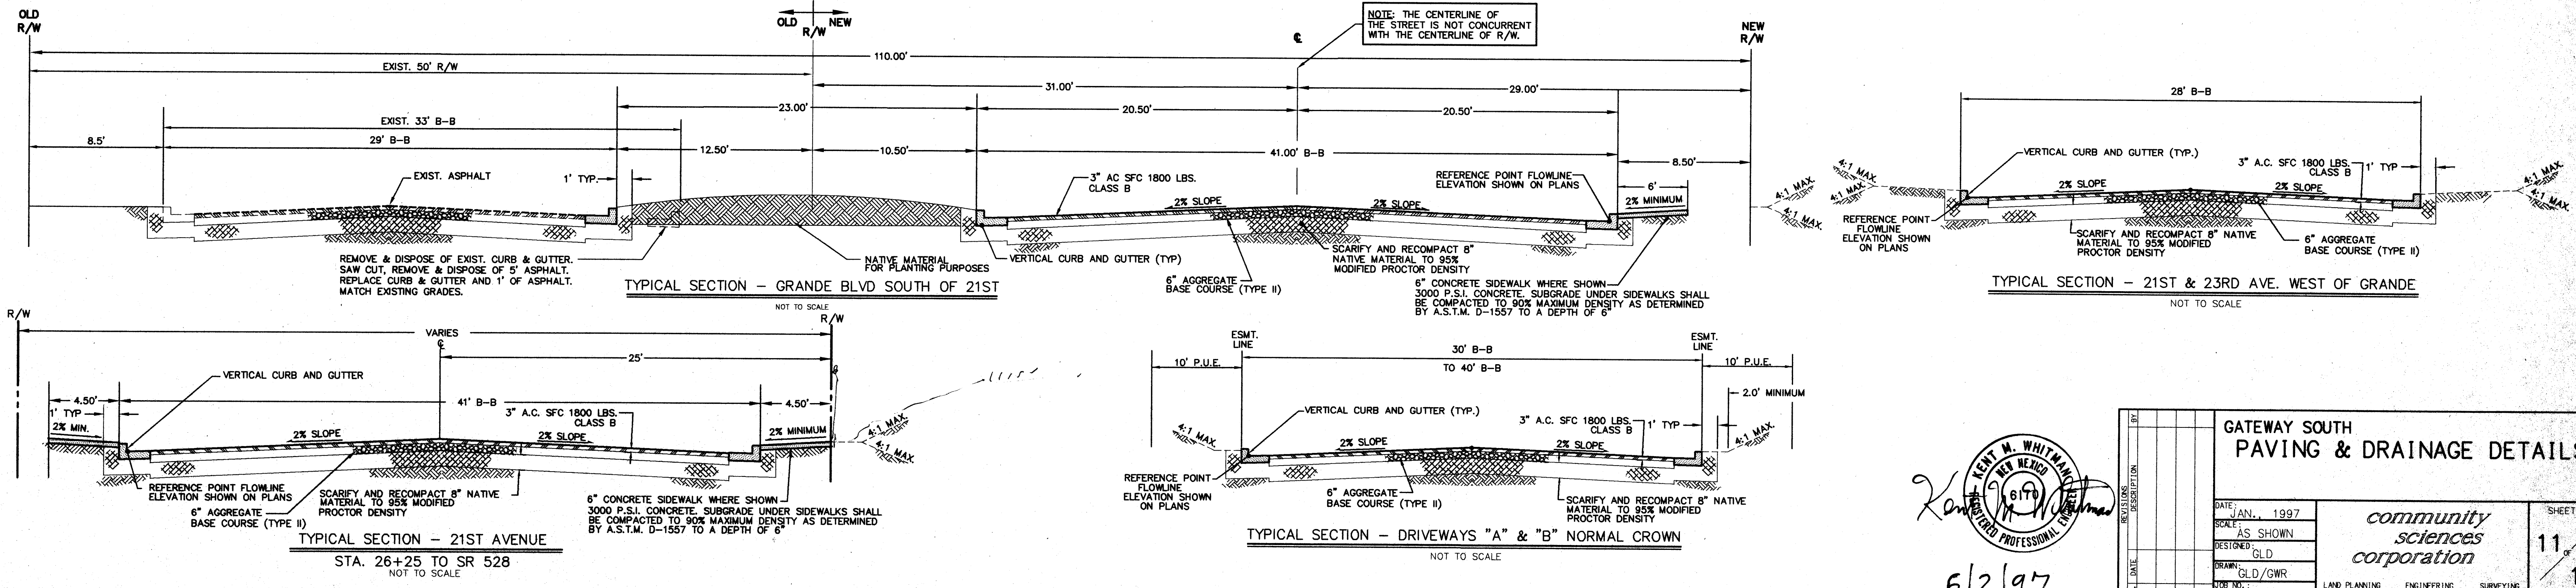 OLD
R/W
OLD
NEW
R/W
NOTE: THE CENTERLINE OF
THE STREET IS NOT CONCURRENT
WITH THE CENTERLINE OF R/W.
NEW
R/W
110.00'
EXIST. 50' R/W
31.00'
29.00'
23.00'
20.50'
20.50'
EXIST. 33' B-B
8.5'
29' B-B
12.50'
10.50'
41.00' B-B
8.50'
EXIST. ASPHALT
1' TYP.
3" AC SFC 1800 LBS.
CLASS B
REFERENCE POINT FLOWLINE
ELEVATION SHOWN ON PLANS
6'
2% SLOPE
2% SLOPE
2% MINIMUM
4:1 MAX.
4:1 MAX.
REMOVE & DISPOSE OF EXIST. CURB & GUTTER.
SAW CUT, REMOVE & DISPOSE OF 5' ASPHALT.
REPLACE CURB & GUTTER AND 1' OF ASPHALT.
MATCH EXISTING GRADES.
NATIVE MATERIAL
FOR PLANTING PURPOSES
VERTICAL CURB AND GUTTER (TYP)
6" AGGREGATE
BASE COURSE (TYPE II)
SCARIFY AND RECOMPACT 8"
NATIVE MATERIAL TO 95%
MODIFIED PROCTOR DENSITY
6" CONCRETE SIDEWALK WHERE SHOWN
3000 P.S.I. CONCRETE. SUBGRADE UNDER SIDEWALKS SHALL
BE COMPACTED TO 90% MAXIMUM DENSITY AS DETERMINED
BY A.S.T.M. D-1557 TO A DEPTH OF 6"
TYPICAL SECTION - GRANDE BLVD SOUTH OF 21ST
NOT TO SCALE
28' B-B
VERTICAL CURB AND GUTTER (TYP.)
3" A.C. SFC 1800 LBS.
CLASS B
1' TYP
4:1 MAX.
4:1 MAX.
2% SLOPE
2% SLOPE
4:1 MAX.
4:1 MAX.
REFERENCE POINT
FLOWLINE
ELEVATION SHOWN
ON PLANS
SCARIFY AND RECOMPACT 8" NATIVE
MATERIAL TO 95% MODIFIED
PROCTOR DENSITY
6" AGGREGATE
BASE COURSE (TYPE II)
TYPICAL SECTION - 21ST & 23RD AVE. WEST OF GRANDE
NOT TO SCALE
R/W
R/W
VARIES
25'
VERTICAL CURB AND GUTTER
4.50'
41' B-B
4.50'
1' TYP
3" A.C. SFC 1800 LBS.
CLASS B
2% MIN.
2% SLOPE
2% SLOPE
2% MINIMUM
4:1 MAX.
4:1 MAX.
REFERENCE POINT FLOWLINE
ELEVATION SHOWN ON PLANS
6" AGGREGATE
BASE COURSE (TYPE II)
SCARIFY AND RECOMPACT 8" NATIVE
MATERIAL TO 95% MODIFIED
PROCTOR DENSITY
6" CONCRETE SIDEWALK WHERE SHOWN
3000 P.S.I. CONCRETE. SUBGRADE UNDER SIDEWALKS SHALL
BE COMPACTED TO 90% MAXIMUM DENSITY AS DETERMINED
BY A.S.T.M. D-1557 TO A DEPTH OF 6"
TYPICAL SECTION - 21ST AVENUE
STA. 26+25 TO SR 528
NOT TO SCALE
ESMT.
LINE
ESMT.
LINE
10' P.U.E.
30' B-B
TO 40' B-B
10' P.U.E.
2.0' MINIMUM
VERTICAL CURB AND GUTTER (TYP.)
3" A.C. SFC 1800 LBS.
CLASS B
1' TYP
4:1 MAX.
2% SLOPE
2% SLOPE
4:1 MAX.
REFERENCE POINT
FLOWLINE
ELEVATION SHOWN
ON PLANS
6" AGGREGATE
BASE COURSE (TYPE II)
SCARIFY AND RECOMPACT 8" NATIVE
MATERIAL TO 95% MODIFIED
PROCTOR DENSITY
TYPICAL SECTION - DRIVEWAYS "A" & "B" NORMAL CROWN
NOT TO SCALE
KENT M. WHITMAN
NEW MEXICO
6170
REGISTERED PROFESSIONAL ENGINEER
Kent M Whitman
6/2/97
REVISIONS
DATE
DESCRIPTION
BY
GATEWAY SOUTH
PAVING & DRAINAGE DETAILS
DATE: JAN., 1997
SCALE: AS SHOWN
DESIGNED: GLD
DRAWN: GLD/GWR
JOB NO.:
community
sciences
corporation
LAND PLANNING ENGINEERING SURVEYING
SHEET
11
OF